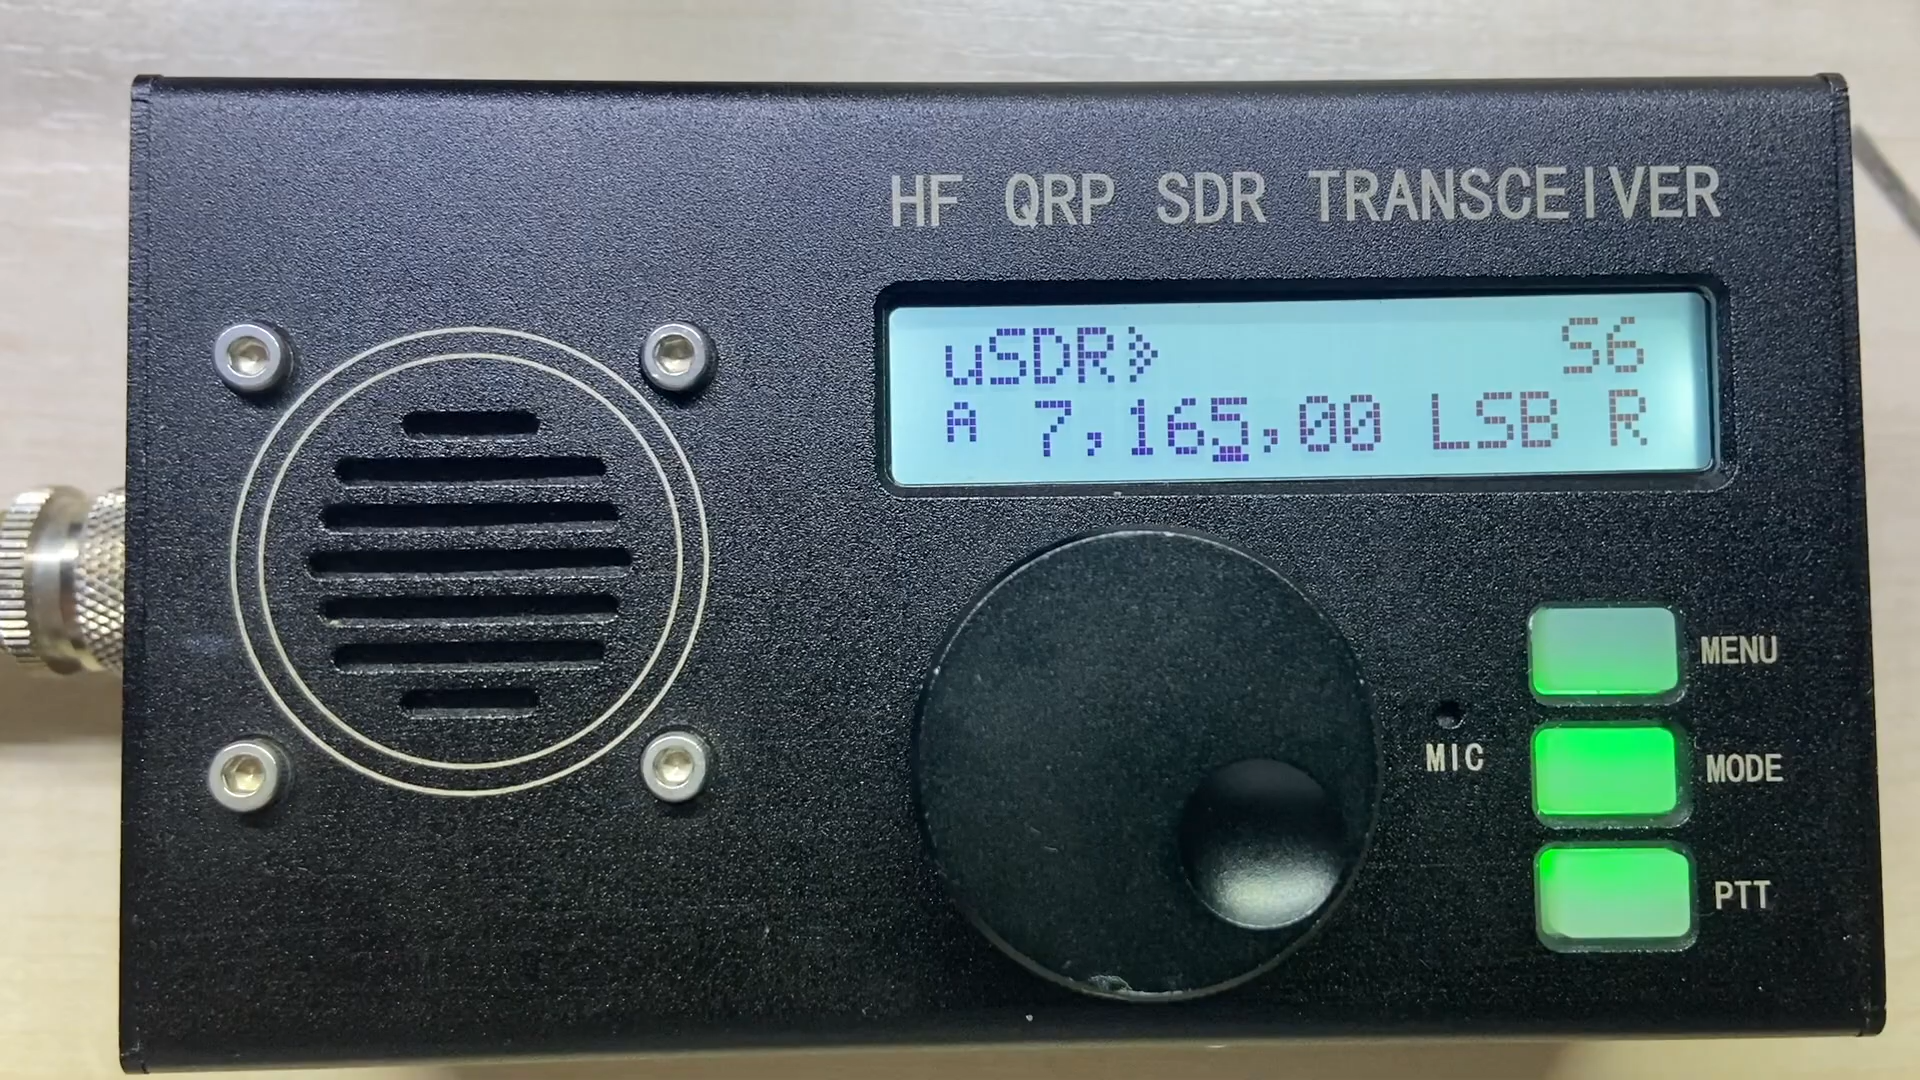 HF QRP SDR TRANSCEIVER
uSDR⪢ S6
A 7,165,00 LSB R
MENU
MIC
MODE
PTT